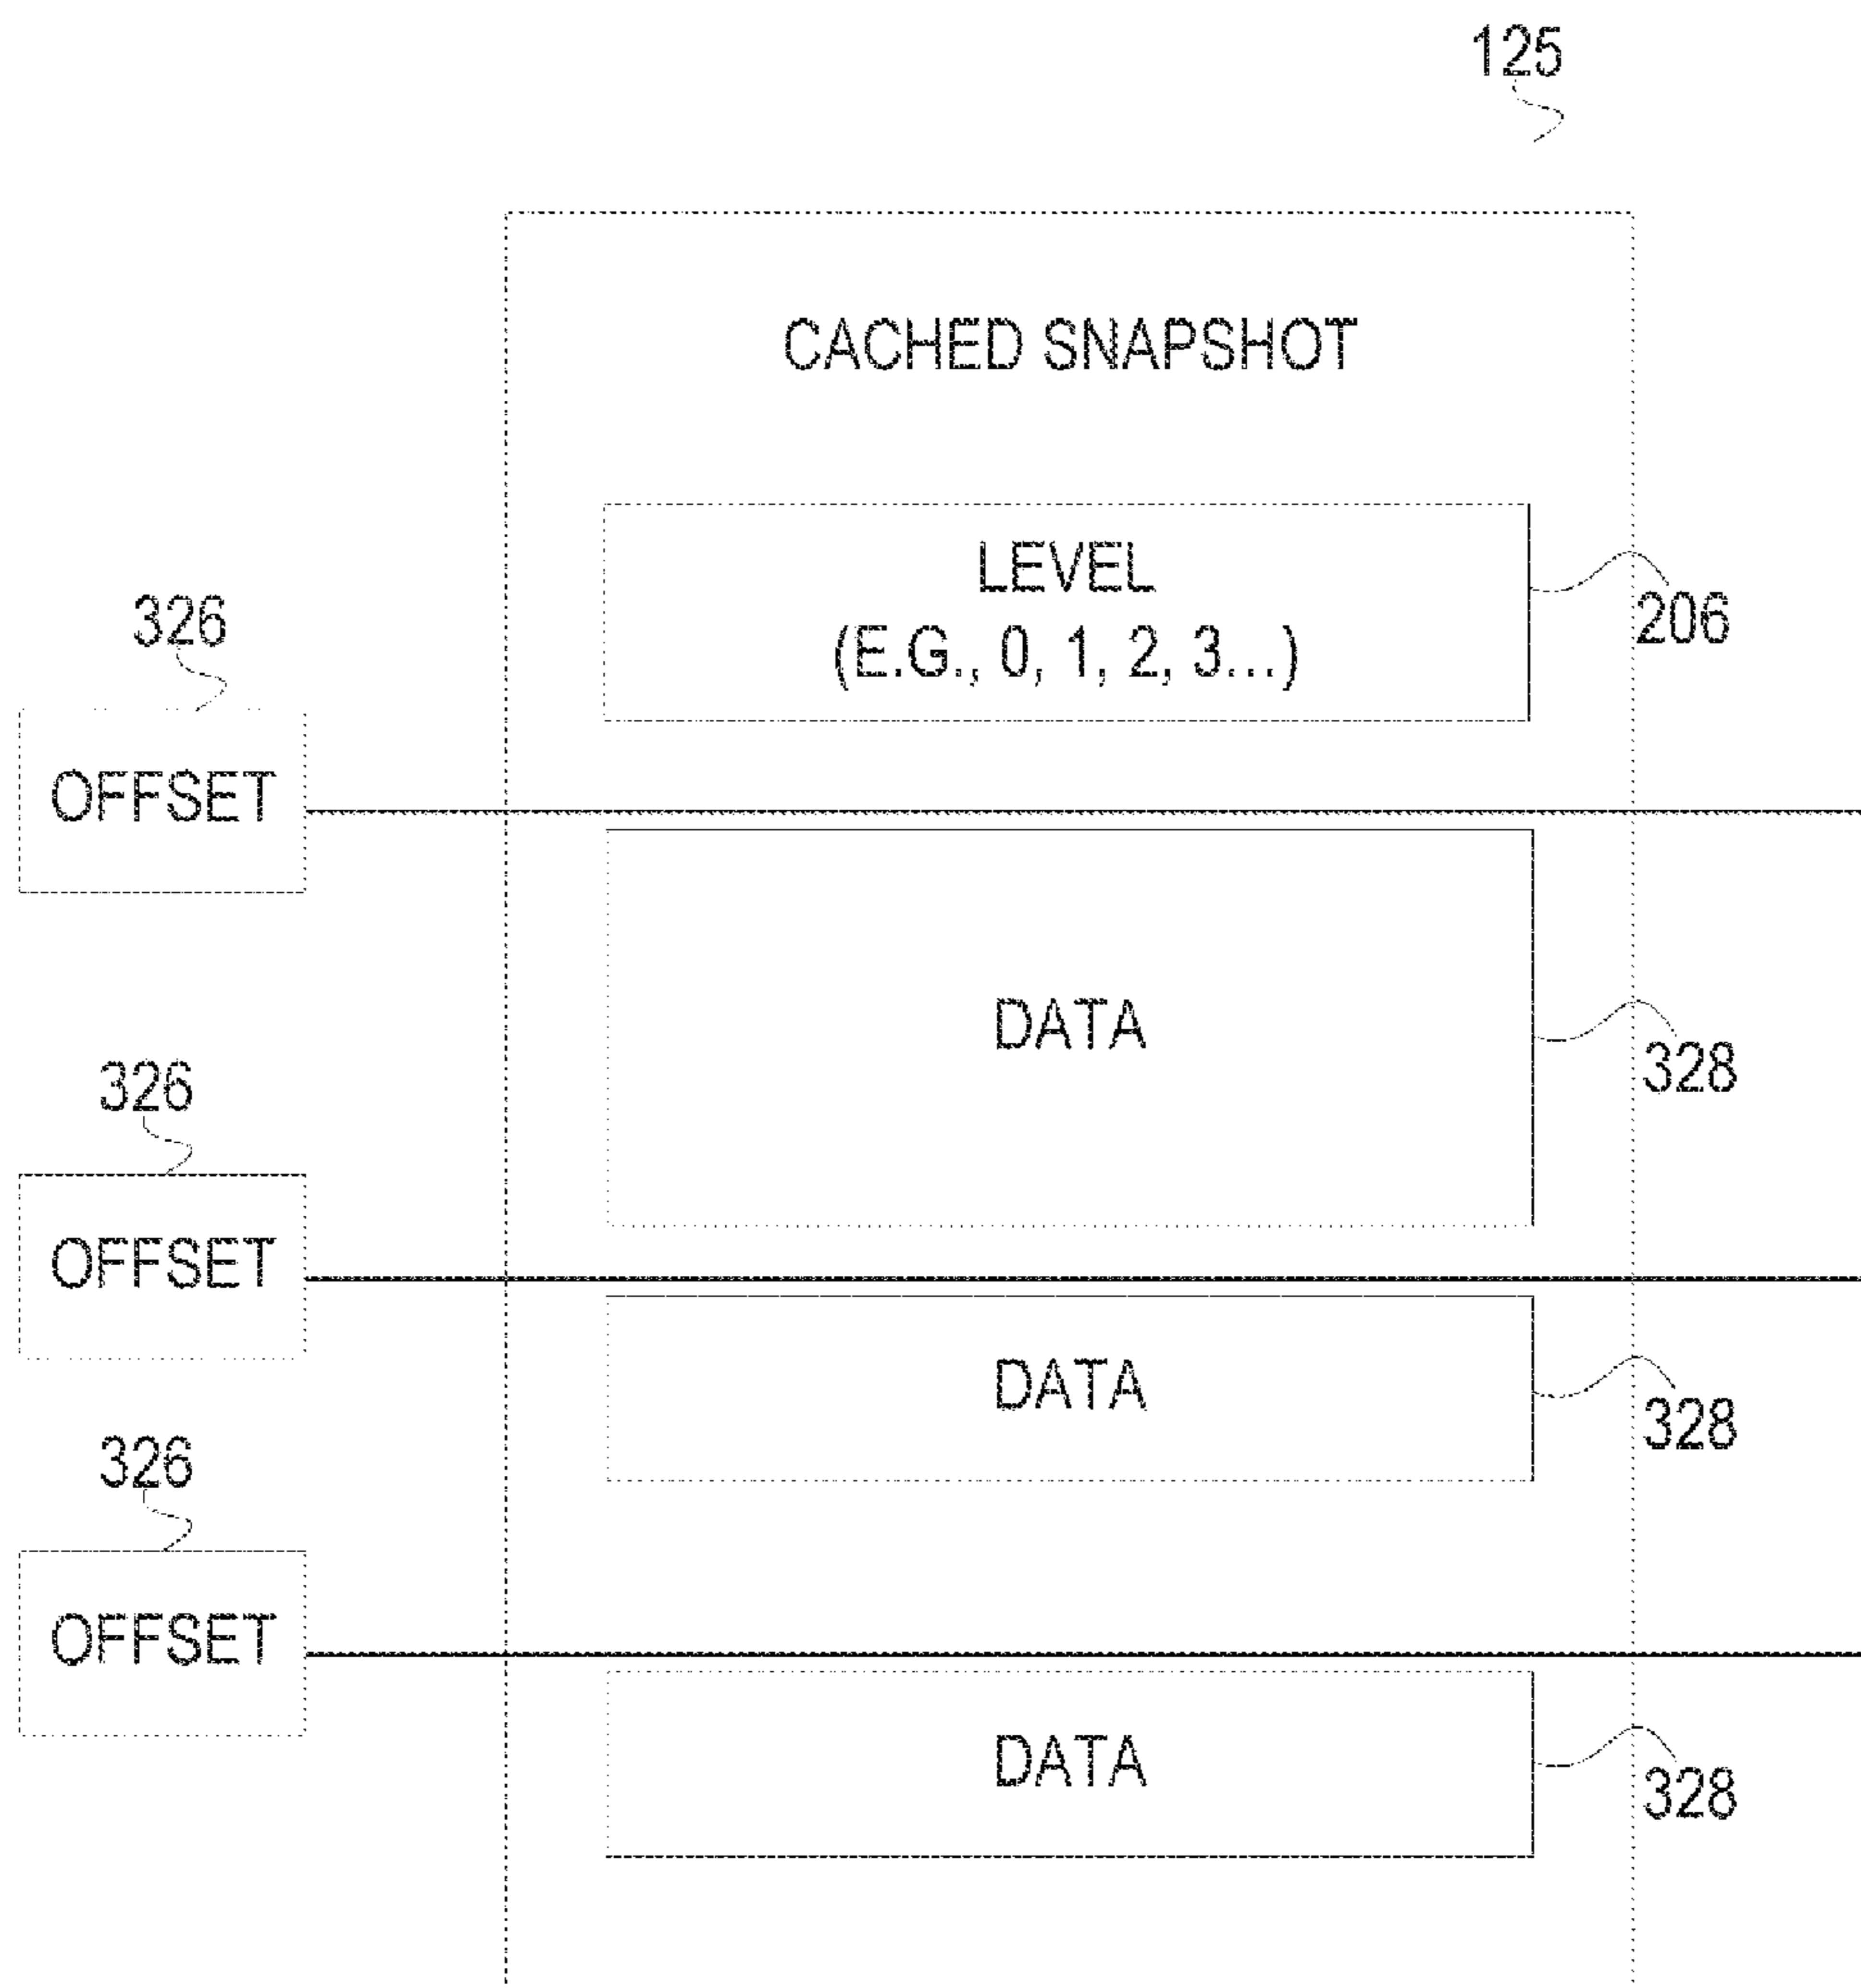 125
CACHED SNAPSHOT
LEVEL
(E.G., 0, 1, 2, 3...)
206
326
OFFSET
DATA
328
326
OFFSET
DATA
328
326
OFFSET
DATA
328